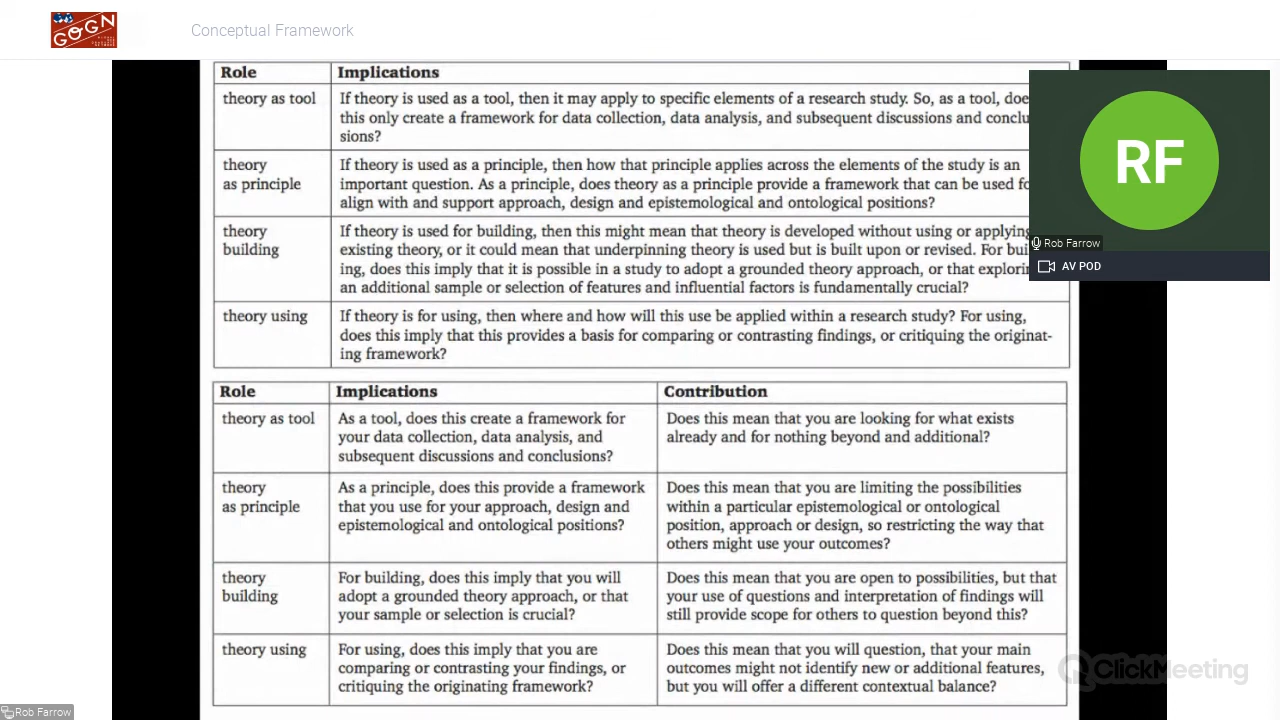 GOGN
Conceptual Framework
Role Implications
theory as tool If theory is used as a tool, then it may apply to specific elements of a research study. So, as a tool, doe
this only create a framework for data collection, data analysis, and subsequent discussions and conclu
sions?
theory
as principle
If theory is used as a principle, then how that principle applies across the elements of the study is an
important question. As a principle, does theory as a principle provide a framework that can be used fo
align with and support approach, design and epistemological and ontological positions?
theory
building
If theory is used for building, then this might mean that theory is developed without using or applying
existing theory, or it could mean that underpinning theory is used but is built upon or revised. For buil
ing, does this imply that it is possible in a study to adopt a grounded theory approach, or that explorin
an additional sample or selection of features and influential factors is fundamentally crucial?
theory using If theory is for using, then where and how will this use be applied within a research study? For using,
does this imply that this provides a basis for comparing or contrasting findings, or critiquing the originat-
ing framework?
Role Implications Contribution
theory as tool
As a tool, does this create a framework for
your data collection, data analysis, and
subsequent discussions and conclusions?
Does this mean that you are looking for what exists
already and for nothing beyond and additional?
theory
as principle
As a principle, does this provide a framework
that you use for your approach, design and
epistemological and ontological positions?
Does this mean that you are limiting the possibilities
within a particular epistemological or ontological
position, approach or design, so restricting the way that
others might use your outcomes?
theory
building
For building, does this imply that you will
adopt a grounded theory approach, or that
your sample or selection is crucial?
Does this mean that you are open to possibilities, but that
your use of questions and interpretation of findings will
still provide scope for others to question beyond this?
theory using
For using, does this imply that you are
comparing or contrasting your findings, or
critiquing the originating framework?
Does this mean that you will question, that your main
outcomes might not identify new or additional features,
but you will offer a different contextual balance?
RF
Rob Farrow
AV POD
ClickMeeting
Rob Farrow